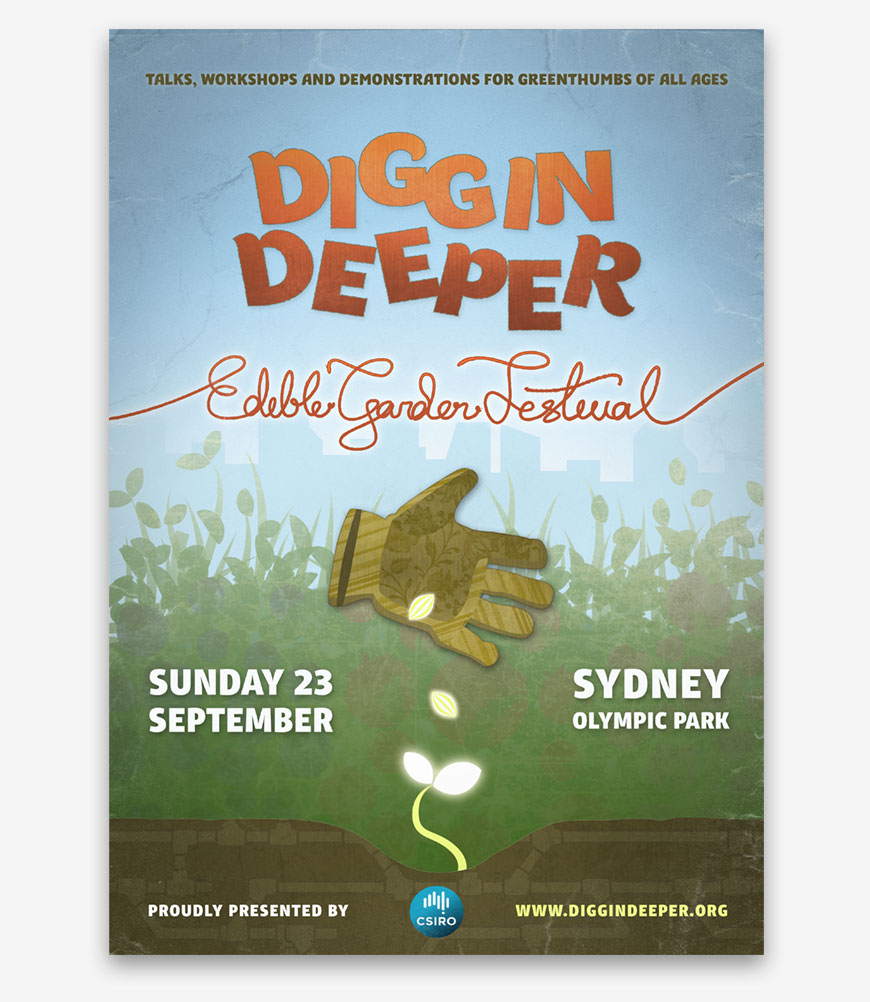 TALKS, WORKSHOPS AND DEMONSTRATIONS FOR GREENTHUMBS OF ALL AGES
DIGGIN
DEEPER
Edible Garden Festival
SUNDAY 23
SEPTEMBER
SYDNEY
OLYMPIC PARK
PROUDLY PRESENTED BY
CSIRO
WWW.DIGGINDEEPER.ORG